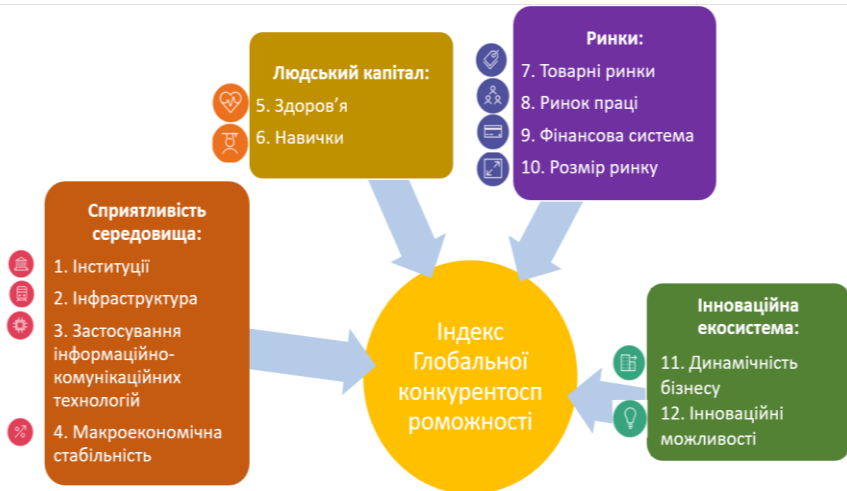 Сприятливість
середовища:
1. Інституції
2. Інфраструктура
3. Застосування
інформаційно-
комунікаційних
технологій
4. Макроекономічна
стабільність
Людський капітал:
5. Здоров'я
6. Навички
Ринки:
7. Товарні ринки
8. Ринок праці
9. Фінансова система
10. Розмір ринку
Інноваційна
екосистема:
11. Динамічність
бізнесу
12. Інноваційні
можливості
Індекс
Глобальної
конкурентосп
роможності